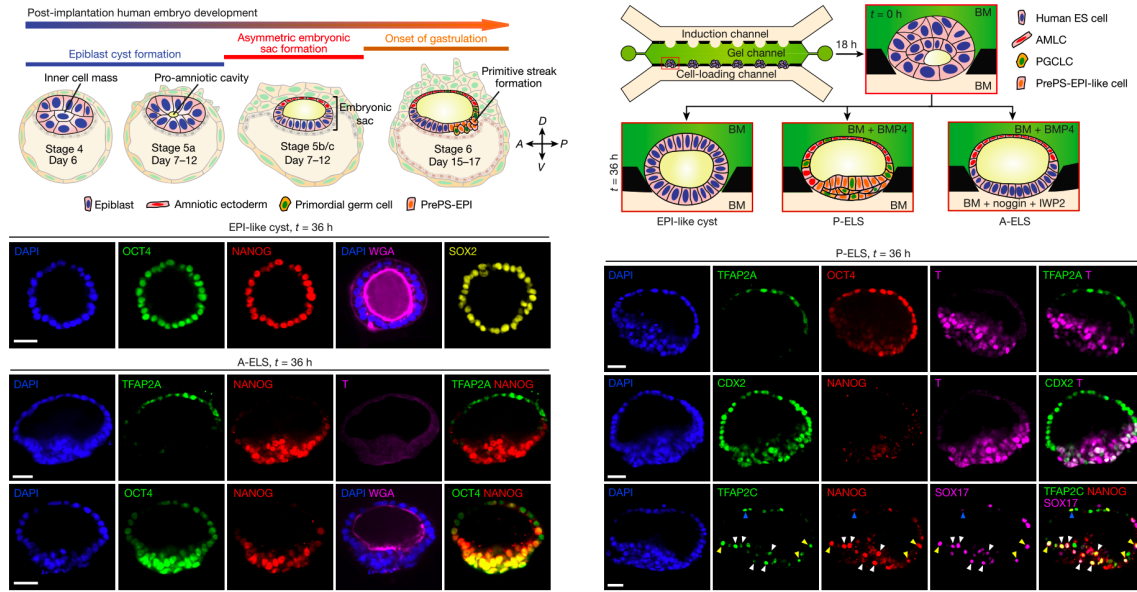 Post-implantation human embryo development
Epiblast cyst formation
Asymmetric embryonic
sac formation
Onset of gastrulation
Inner cell mass
Pro-amniotic cavity
Primitive streak
formation
Embryonic
sac
Stage 4
Day 6
Stage 5a
Day 7–12
Stage 5b/c
Day 7–12
Stage 6
Day 15–17
D
A
P
V
Epiblast
Amniotic ectoderm
Primordial germ cell
PrePS-EPI
Induction channel
Gel channel
Cell-loading channel
18 h
t = 0 h
BM
BM
Human ES cell
AMLC
PGCLC
PrePS-EPI-like cell
t = 36 h
BM
BM
BM + BMP4
BM
BM + BMP4
BM + noggin + IWP2
EPI-like cyst
P-ELS
A-ELS
EPI-like cyst, t = 36 h
DAPI
OCT4
NANOG
DAPI WGA
SOX2
A-ELS, t = 36 h
DAPI
TFAP2A
NANOG
T
TFAP2A NANOG
DAPI
OCT4
NANOG
DAPI WGA
OCT4 NANOG
P-ELS, t = 36 h
DAPI
TFAP2A
OCT4
T
TFAP2A T
DAPI
CDX2
NANOG
T
CDX2 T
DAPI
TFAP2C
NANOG
SOX17
TFAP2C NANOG
SOX17